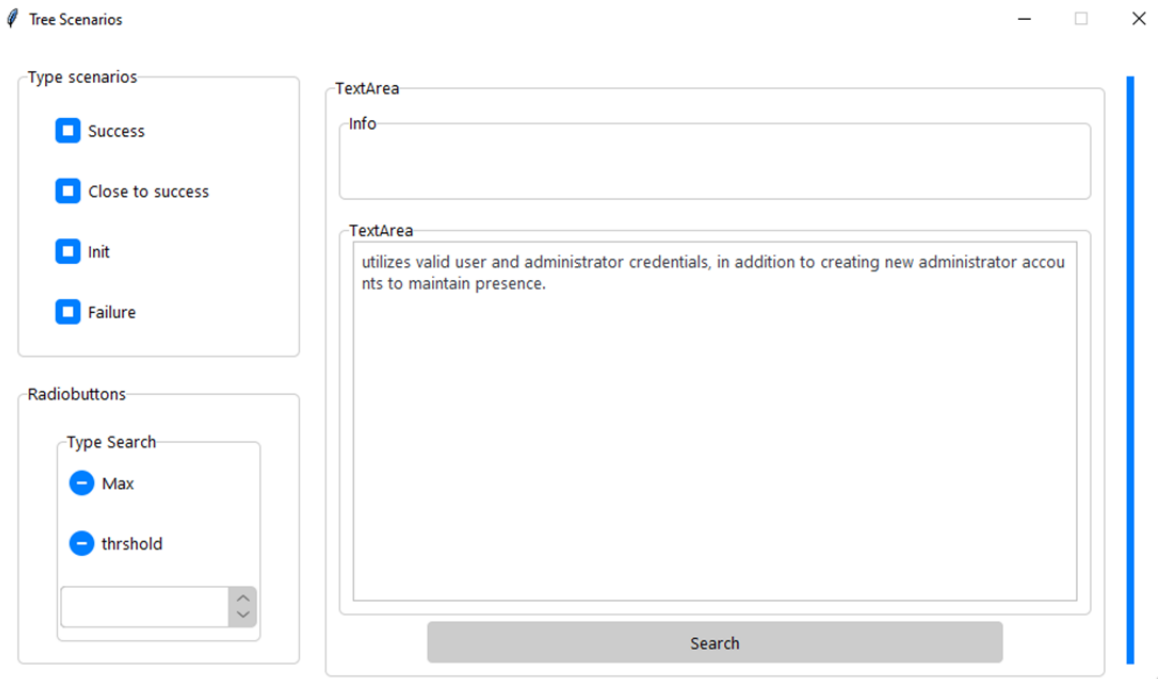 Tree Scenarios
Type scenarios
Success
Close to success
Init
Failure
Radiobuttons
Type Search
Max
thrshold
TextArea
Info
TextArea
utilizes valid user and administrator credentials, in addition to creating new administrator accou
nts to maintain presence.
Search